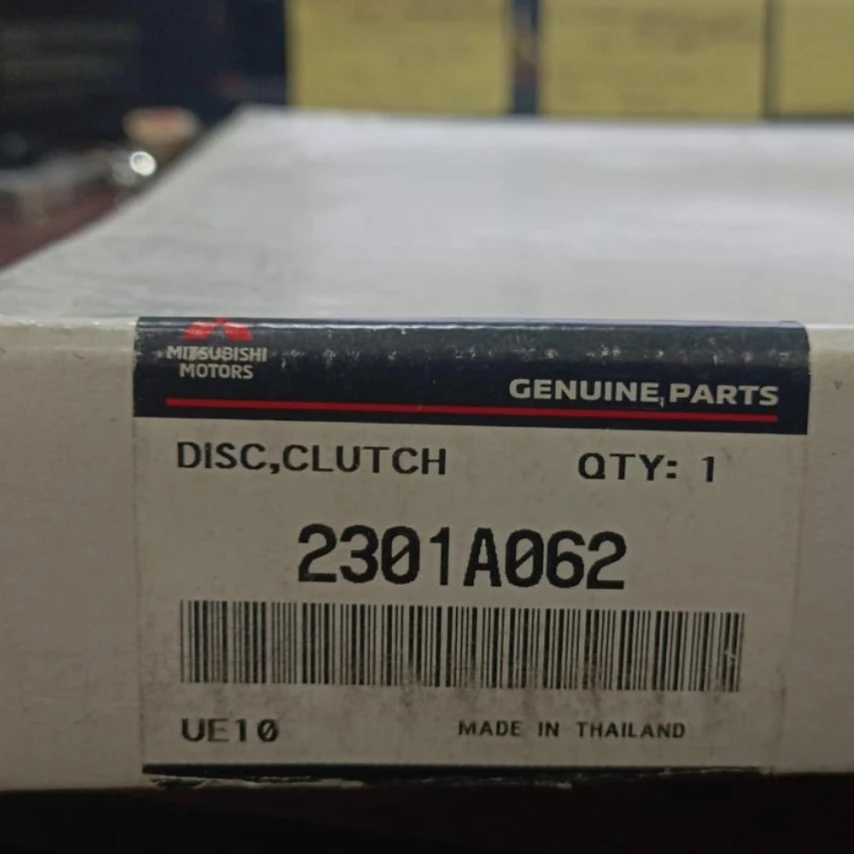 MITSUBISHI
MOTORS
GENUINE PARTS
DISC,CLUTCH QTY: 1
2301A062
UE10 MADE IN THAILAND